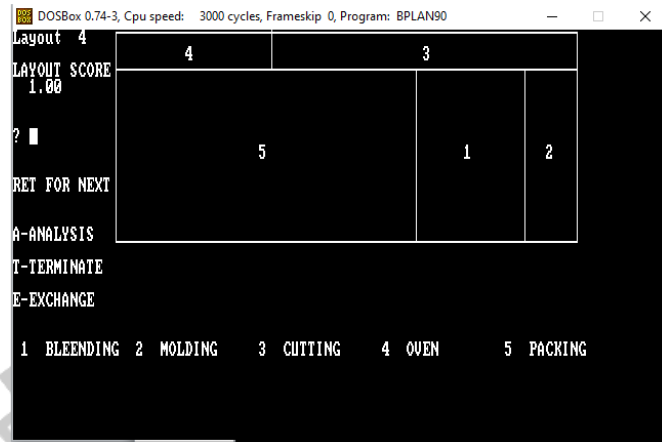 DOSBox 0.74-3, Cpu speed: 3000 cycles, Frameskip 0, Program: BPLAN90
Layout 4
4 3
LAYOUT SCORE
1.00
? 
5 1 2
RET FOR NEXT
A-ANALYSIS
T-TERMINATE
E-EXCHANGE
1 BLEENDING 2 MOLDING 3 CUTTING 4 OVEN 5 PACKING